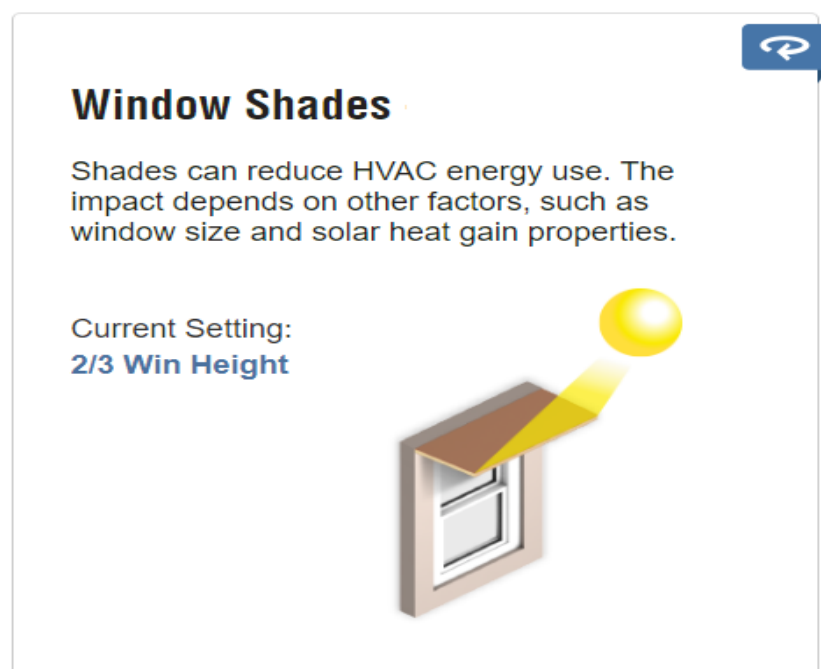 Window Shades
Shades can reduce HVAC energy use. The
impact depends on other factors, such as
window size and solar heat gain properties.
Current Setting:
2/3 Win Height